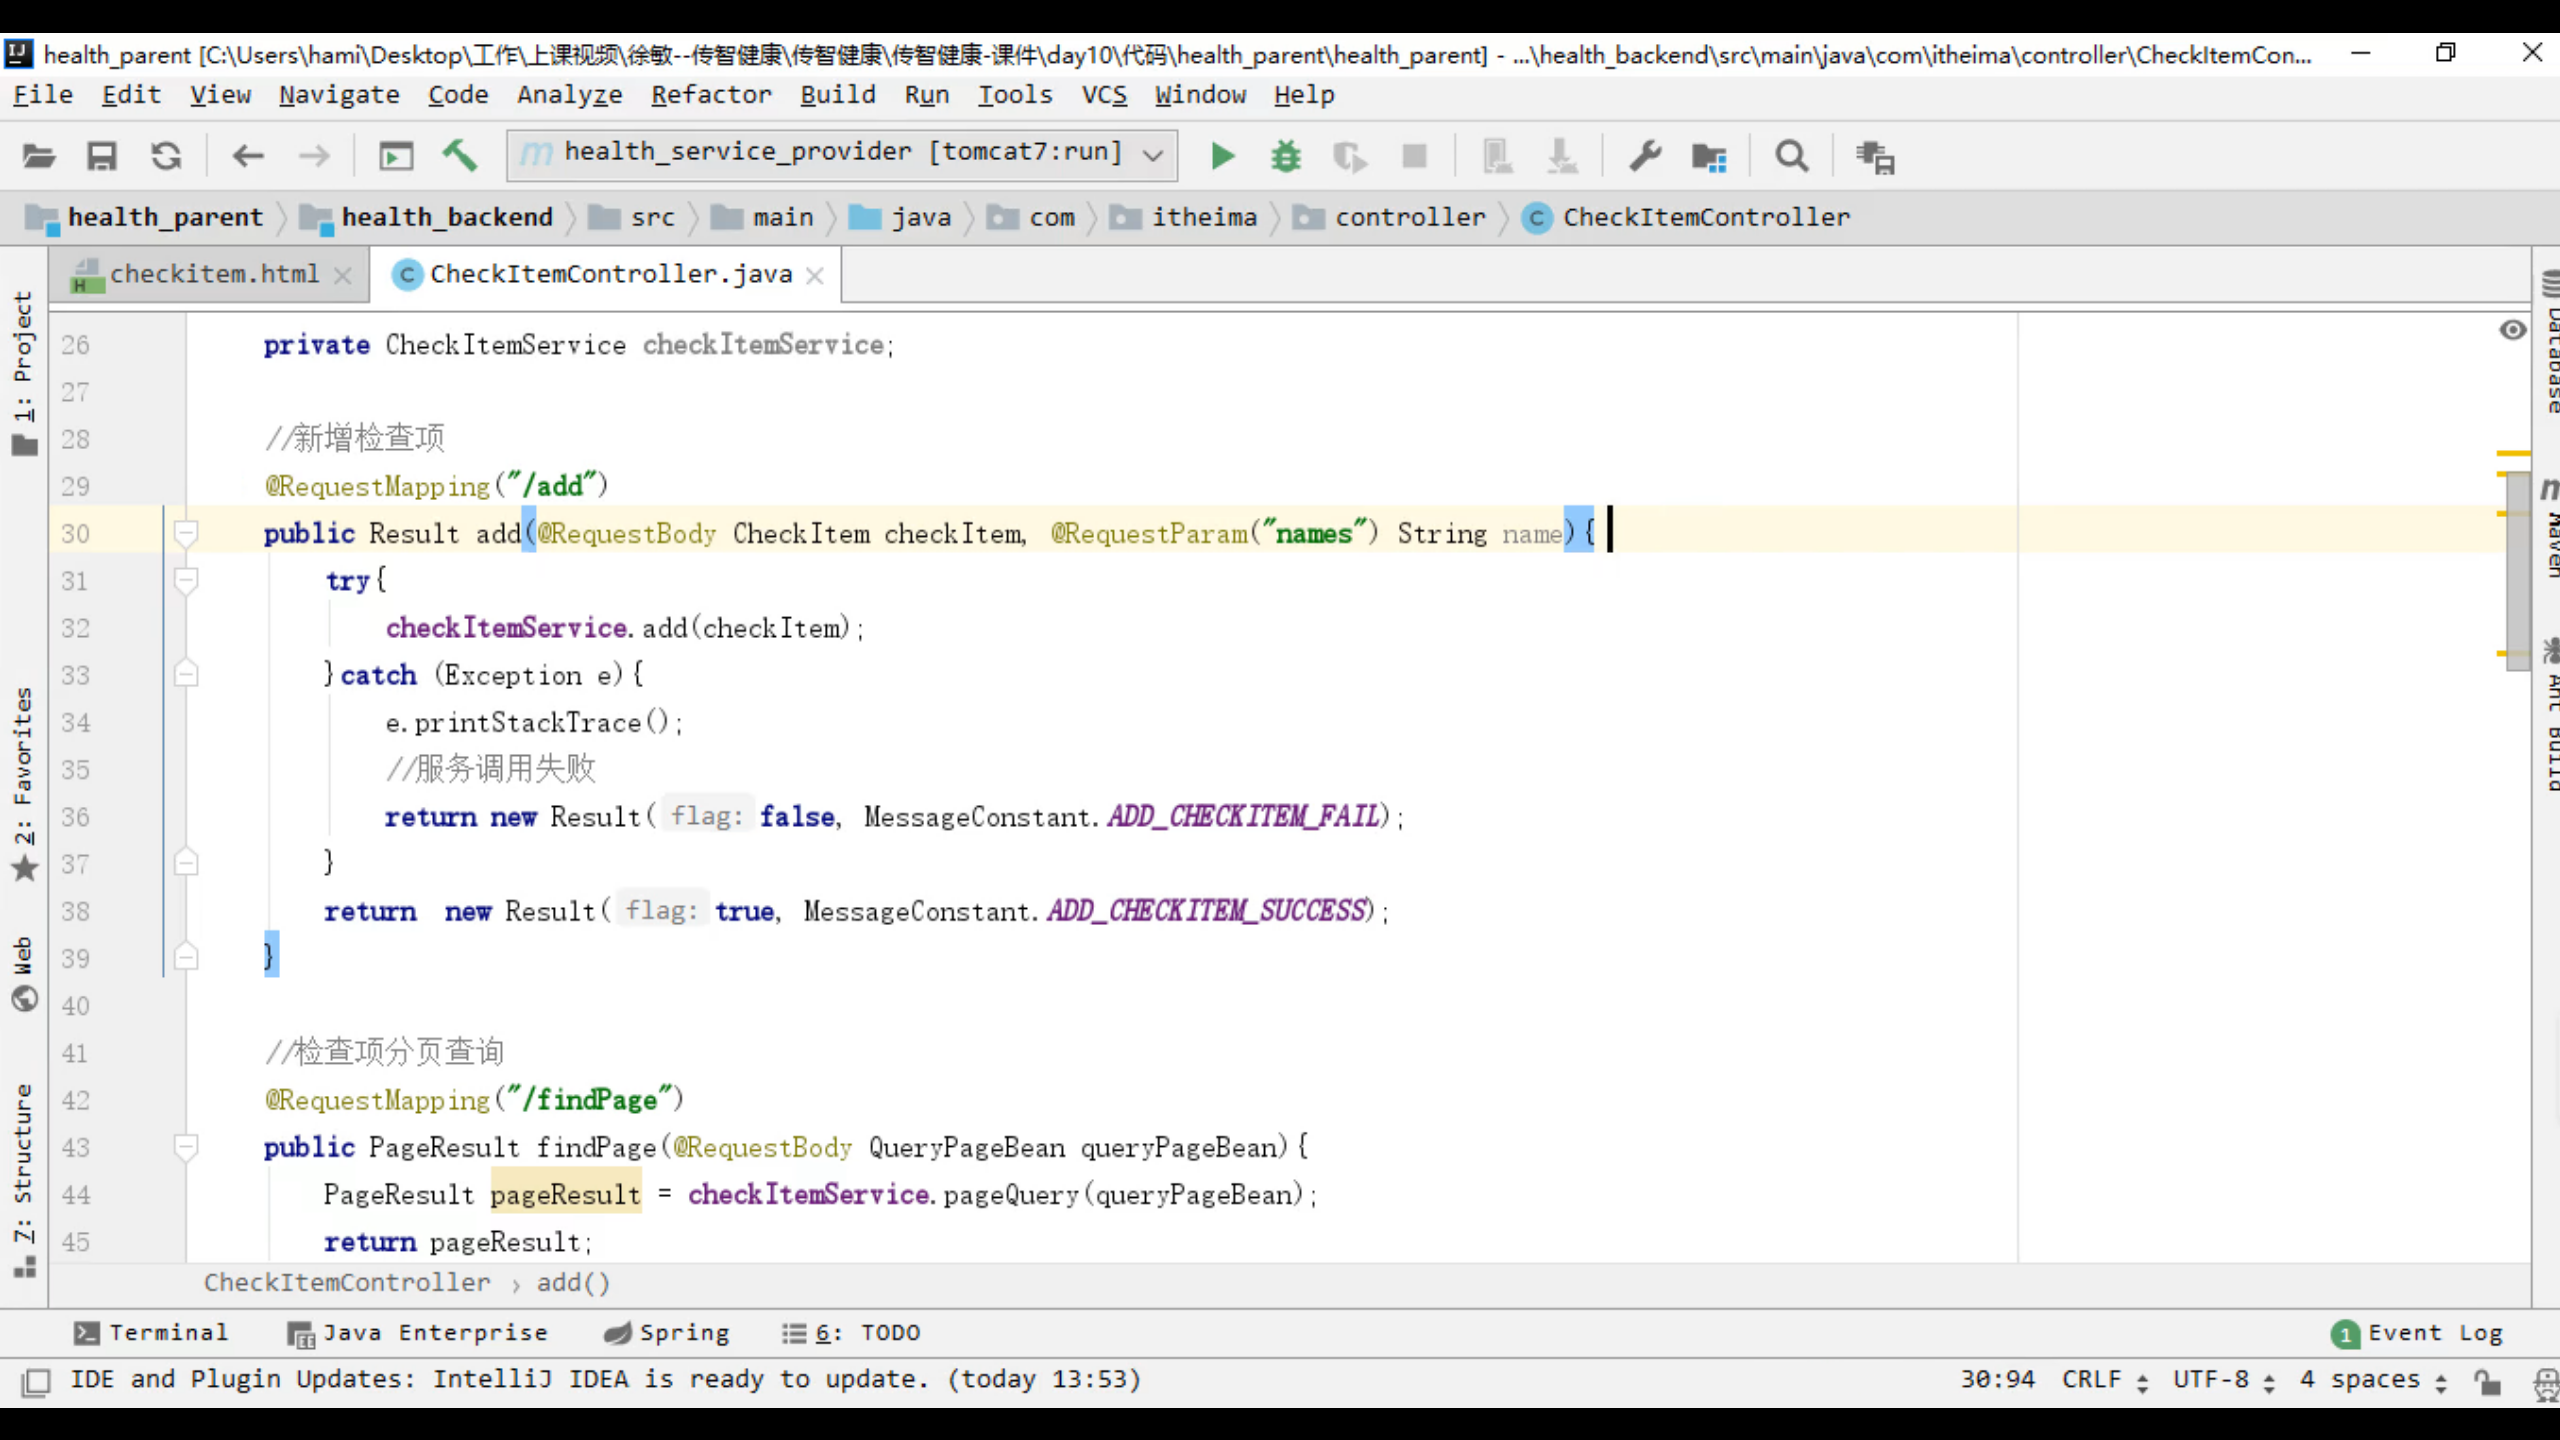 health_parent [C:\Users\hami\Desktop\工作\上课视频\徐敏--传智健康\传智健康\传智健康-课件\day10\代码\health_parent\health_parent] - ...\health_backend\src\main\java\com\itheima\controller\CheckItemCon...
File Edit View Navigate Code Analyze Refactor Build Run Tools VCS Window Help
health_service_provider [tomcat7:run]
health_parent health_backend src main java com itheima controller CheckItemController
checkitem.html CheckItemController.java
26 private CheckItemService checkItemService;
27
28 //新增检查项
29 @RequestMapping("/add")
30 public Result add(@RequestBody CheckItem checkItem, @RequestParam("names") String name){
31 try{
32 checkItemService.add(checkItem);
33 }catch (Exception e){
34 e.printStackTrace();
35 //服务调用失败
36 return new Result( flag: false, MessageConstant.ADD_CHECKITEM_FAIL);
37 }
38 return new Result( flag: true, MessageConstant.ADD_CHECKITEM_SUCCESS);
39 }
40
41 //检查项分页查询
42 @RequestMapping("/findPage")
43 public PageResult findPage(@RequestBody QueryPageBean queryPageBean){
44 PageResult pageResult = checkItemService.pageQuery(queryPageBean);
45 return pageResult;
CheckItemController › add()
1: Project
2: Favorites
Web
7: Structure
Database
Maven
Ant Build
Terminal Java Enterprise Spring 6: TODO 1 Event Log
IDE and Plugin Updates: IntelliJ IDEA is ready to update. (today 13:53) 30:94 CRLF UTF-8 4 spaces